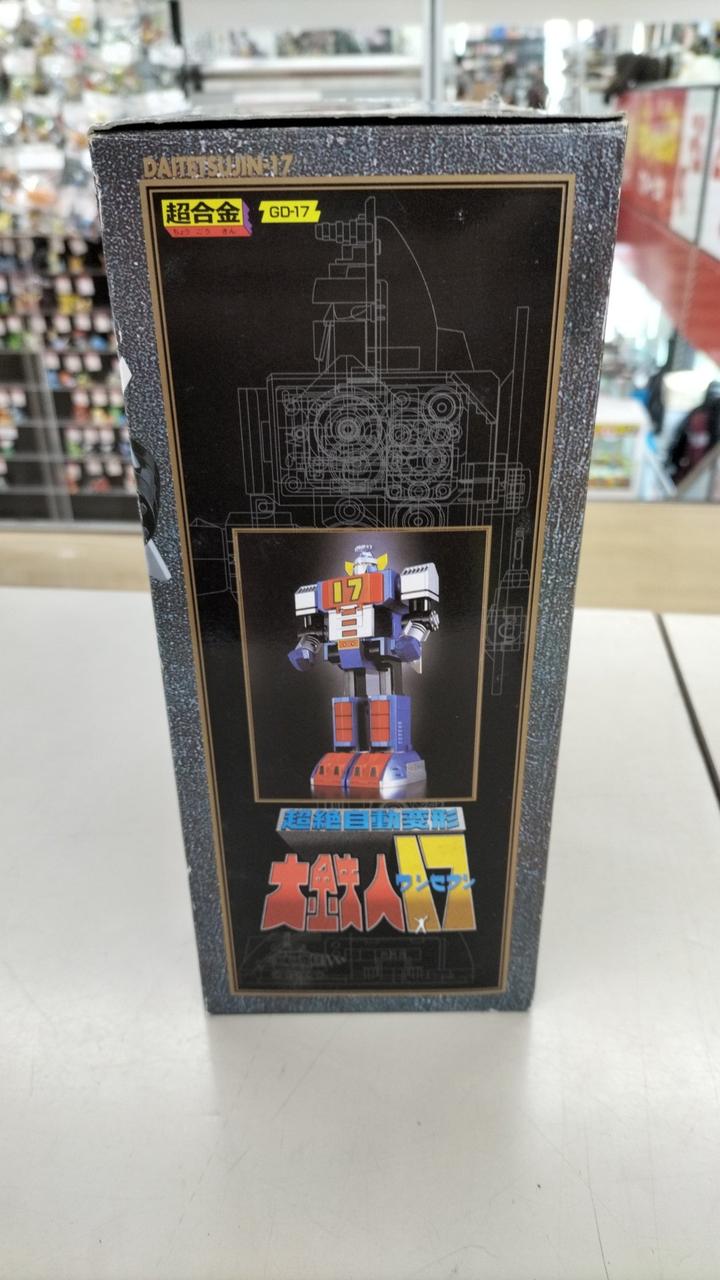 DAITETSUJIN-17
超合金
ちょう ごう きん
GD-17
17
超絶自動変形
大鉄人17
ワンセブン